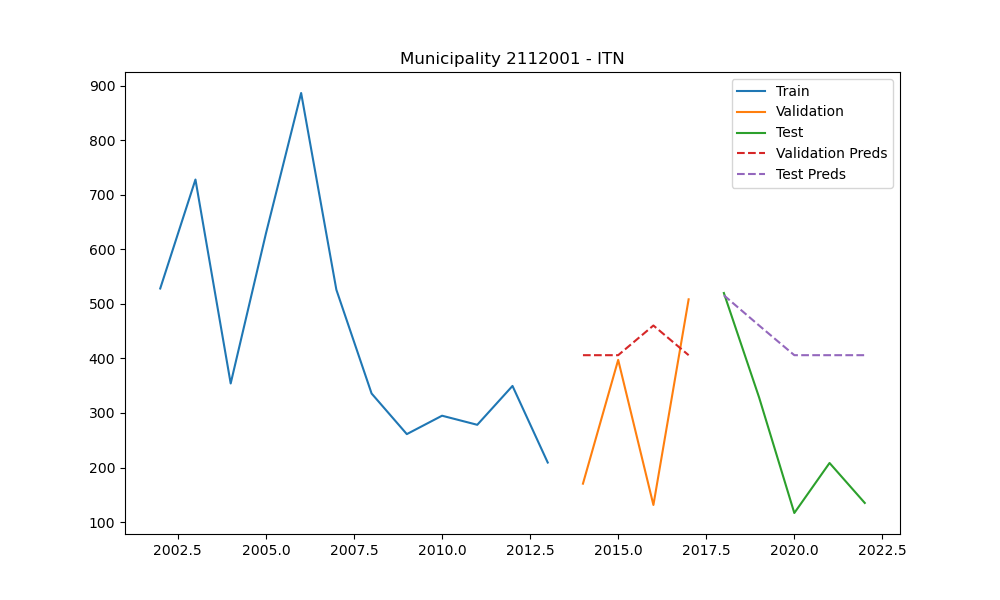 Municipality 2112001 - ITN
900
800
700
600
500
400
300
200
100
Train
Validation
Test
Validation Preds
Test Preds
2002.5 2005.0 2007.5 2010.0 2012.5 2015.0 2017.5 2020.0 2022.5